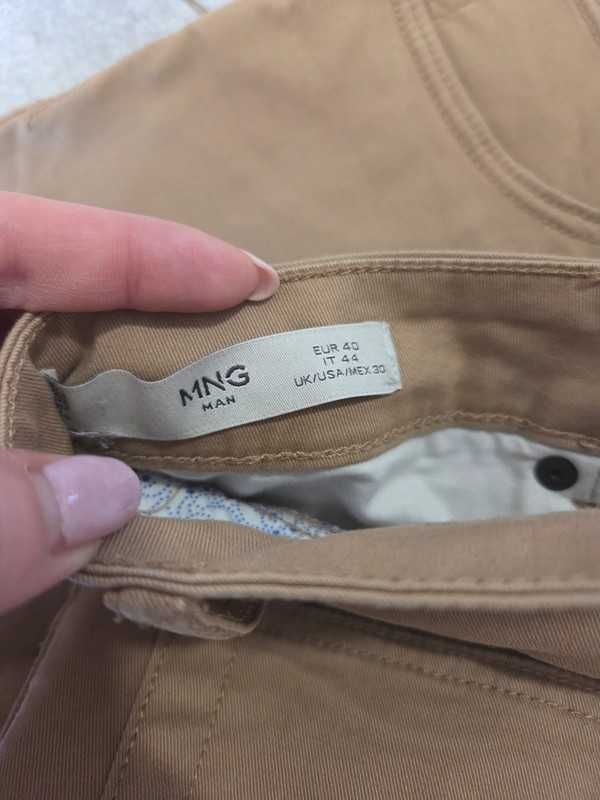 MNG
MAN
EUR 40
IT 44
UK/USA/MEX 30